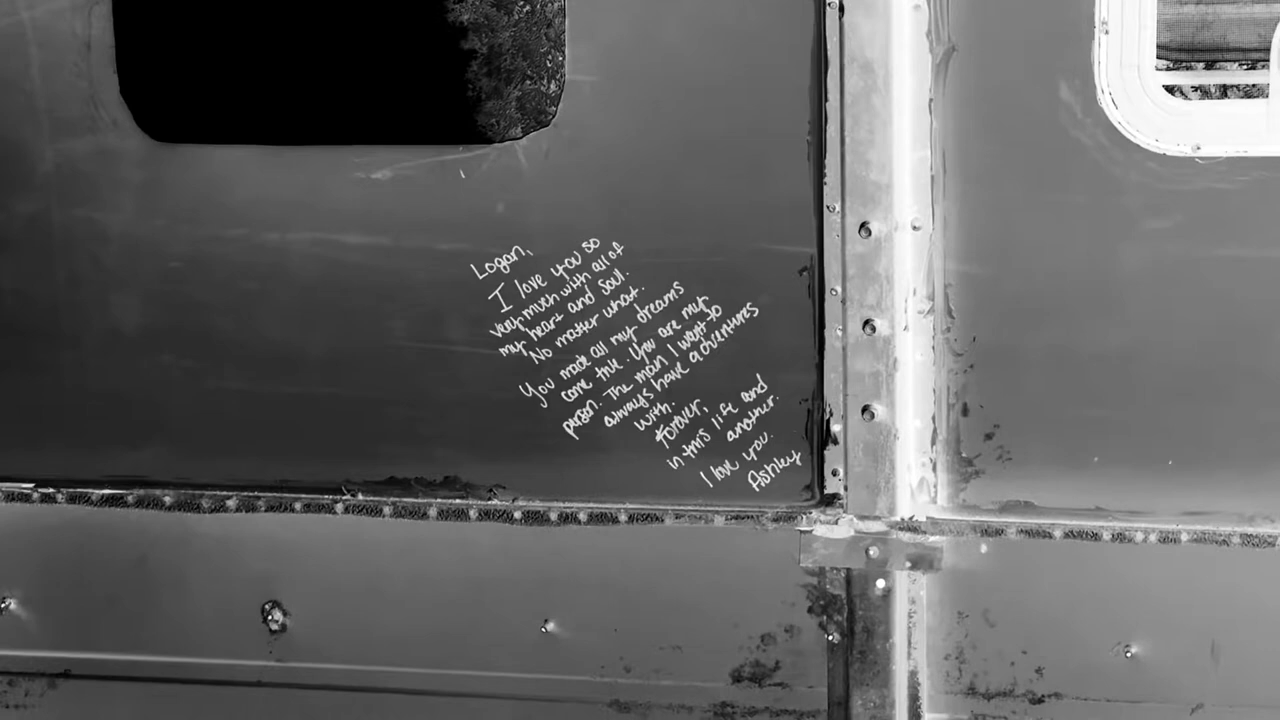 Logan,
I love you so
very much with all of
my heart and soul.
No matter what.
You made all my dreams
come true. You are my
person. The man I want to
always have adventures
with.
Forever,
in this life and
another.
I love you.
Ashley